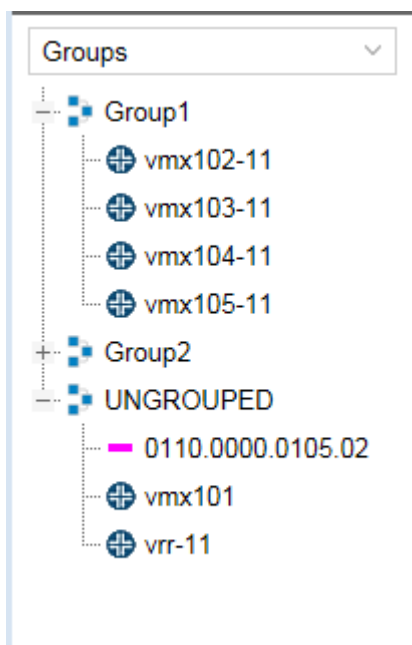 Groups
Group1
vmx102-11
vmx103-11
vmx104-11
vmx105-11
Group2
UNGROUPED
0110.0000.0105.02
vmx101
vrr-11